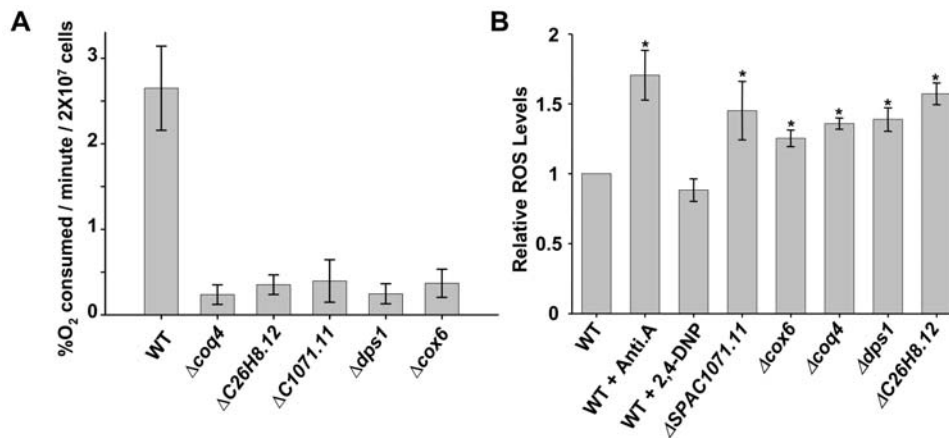 A
%O₂ consumed / minute / 2X10⁷ cells
3
2
1
0
WT
Δcoq4
ΔC26H8.12
ΔC1071.11
Δdps1
Δcox6
B
Relative ROS Levels
2
1.5
1
0.5
0
*
*
*
*
*
*
WT
WT + Anti.A
WT + 2,4-DNP
ΔSPAC1071.11
Δcox6
Δcoq4
Δdps1
ΔC26H8.12